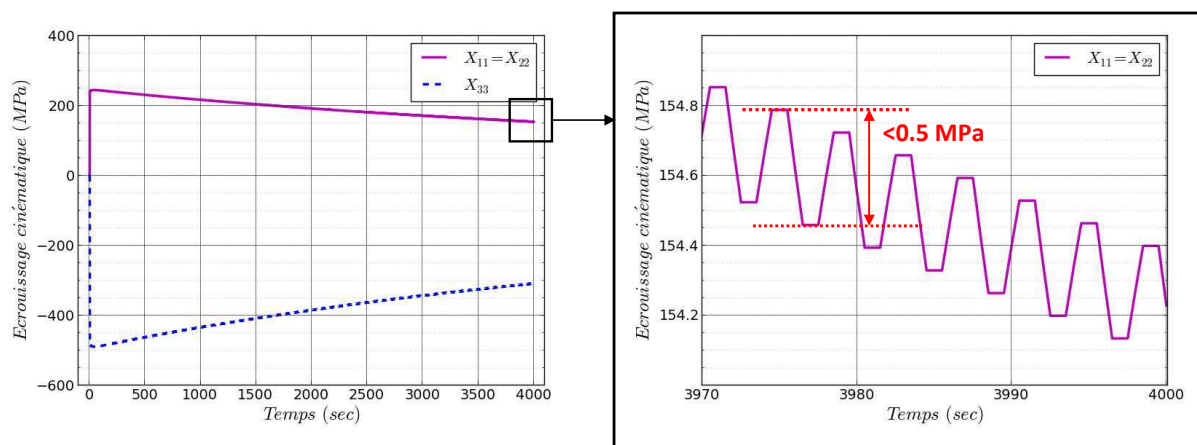 Ecrouissage cinématique (MPa)
400
200
0
−200
−400
−600
X11=X22
X33
0 500 1000 1500 2000 2500 3000 3500 4000
Temps (sec)
Ecrouissage cinématique (MPa)
154.8
154.6
154.4
154.2
X11=X22
<0.5 MPa
3970 3980 3990 4000
Temps (sec)